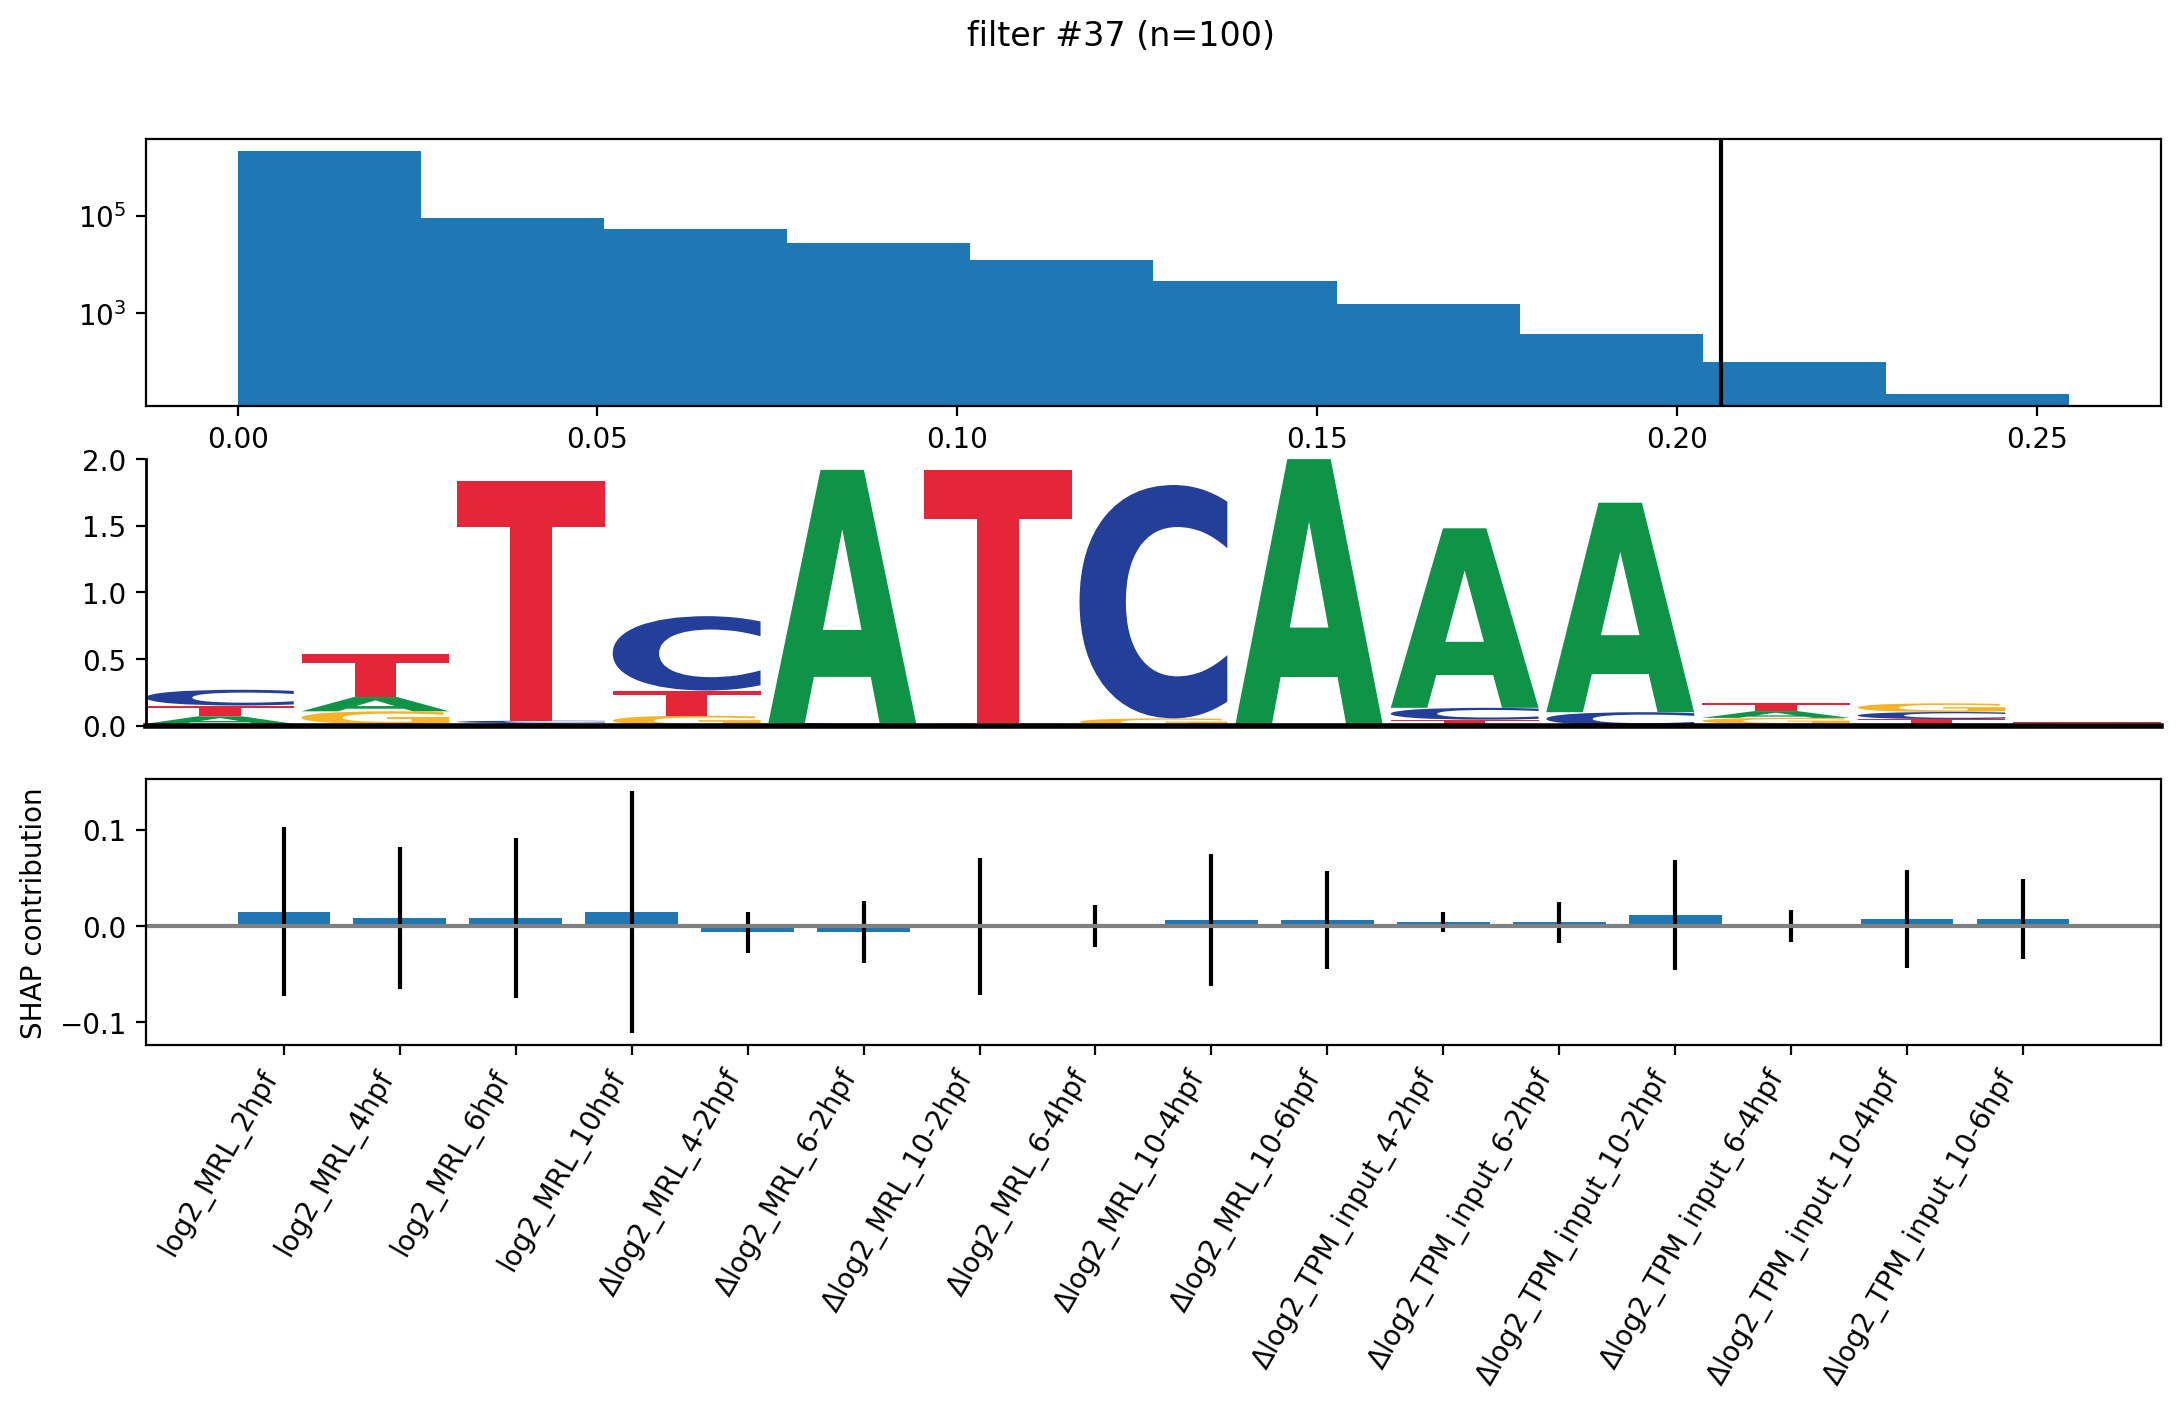 filter #37 (n=100)
10^5
10^3
0.00 0.05 0.10 0.15 0.20 0.25
2.0
1.5
1.0
0.5
0.0
C T A
T A G
T C
C T G
A
T
C G
A
A C T
A C
T A G
G C T
SHAP contribution
0.1
0.0
−0.1
log2_MRL_2hpf
log2_MRL_4hpf
log2_MRL_6hpf
log2_MRL_10hpf
Δlog2_MRL_4-2hpf
Δlog2_MRL_6-2hpf
Δlog2_MRL_10-2hpf
Δlog2_MRL_6-4hpf
Δlog2_MRL_10-4hpf
Δlog2_MRL_10-6hpf
Δlog2_TPM_input_4-2hpf
Δlog2_TPM_input_6-2hpf
Δlog2_TPM_input_10-2hpf
Δlog2_TPM_input_6-4hpf
Δlog2_TPM_input_10-4hpf
Δlog2_TPM_input_10-6hpf